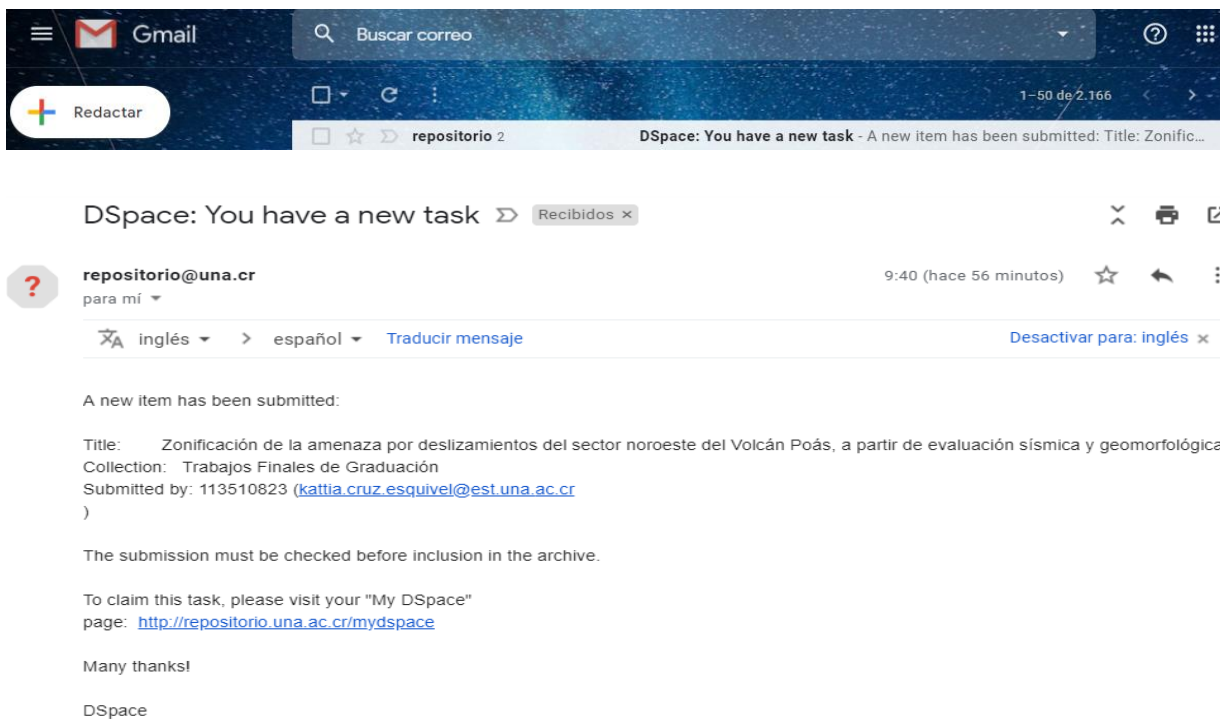 Gmail
Buscar correo
Redactar
1–50 de 2.166
repositorio 2 DSpace: You have a new task - A new item has been submitted: Title: Zonific...
DSpace: You have a new task Recibidos ×
repositorio@una.cr 9:40 (hace 56 minutos)
para mí
inglés > español Traducir mensaje Desactivar para: inglés ×
A new item has been submitted:
Title: Zonificación de la amenaza por deslizamientos del sector noroeste del Volcán Poás, a partir de evaluación sísmica y geomorfológica
Collection: Trabajos Finales de Graduación
Submitted by: 113510823 (kattia.cruz.esquivel@est.una.ac.cr
)
The submission must be checked before inclusion in the archive.
To claim this task, please visit your "My DSpace"
page: http://repositorio.una.ac.cr/mydspace
Many thanks!
DSpace